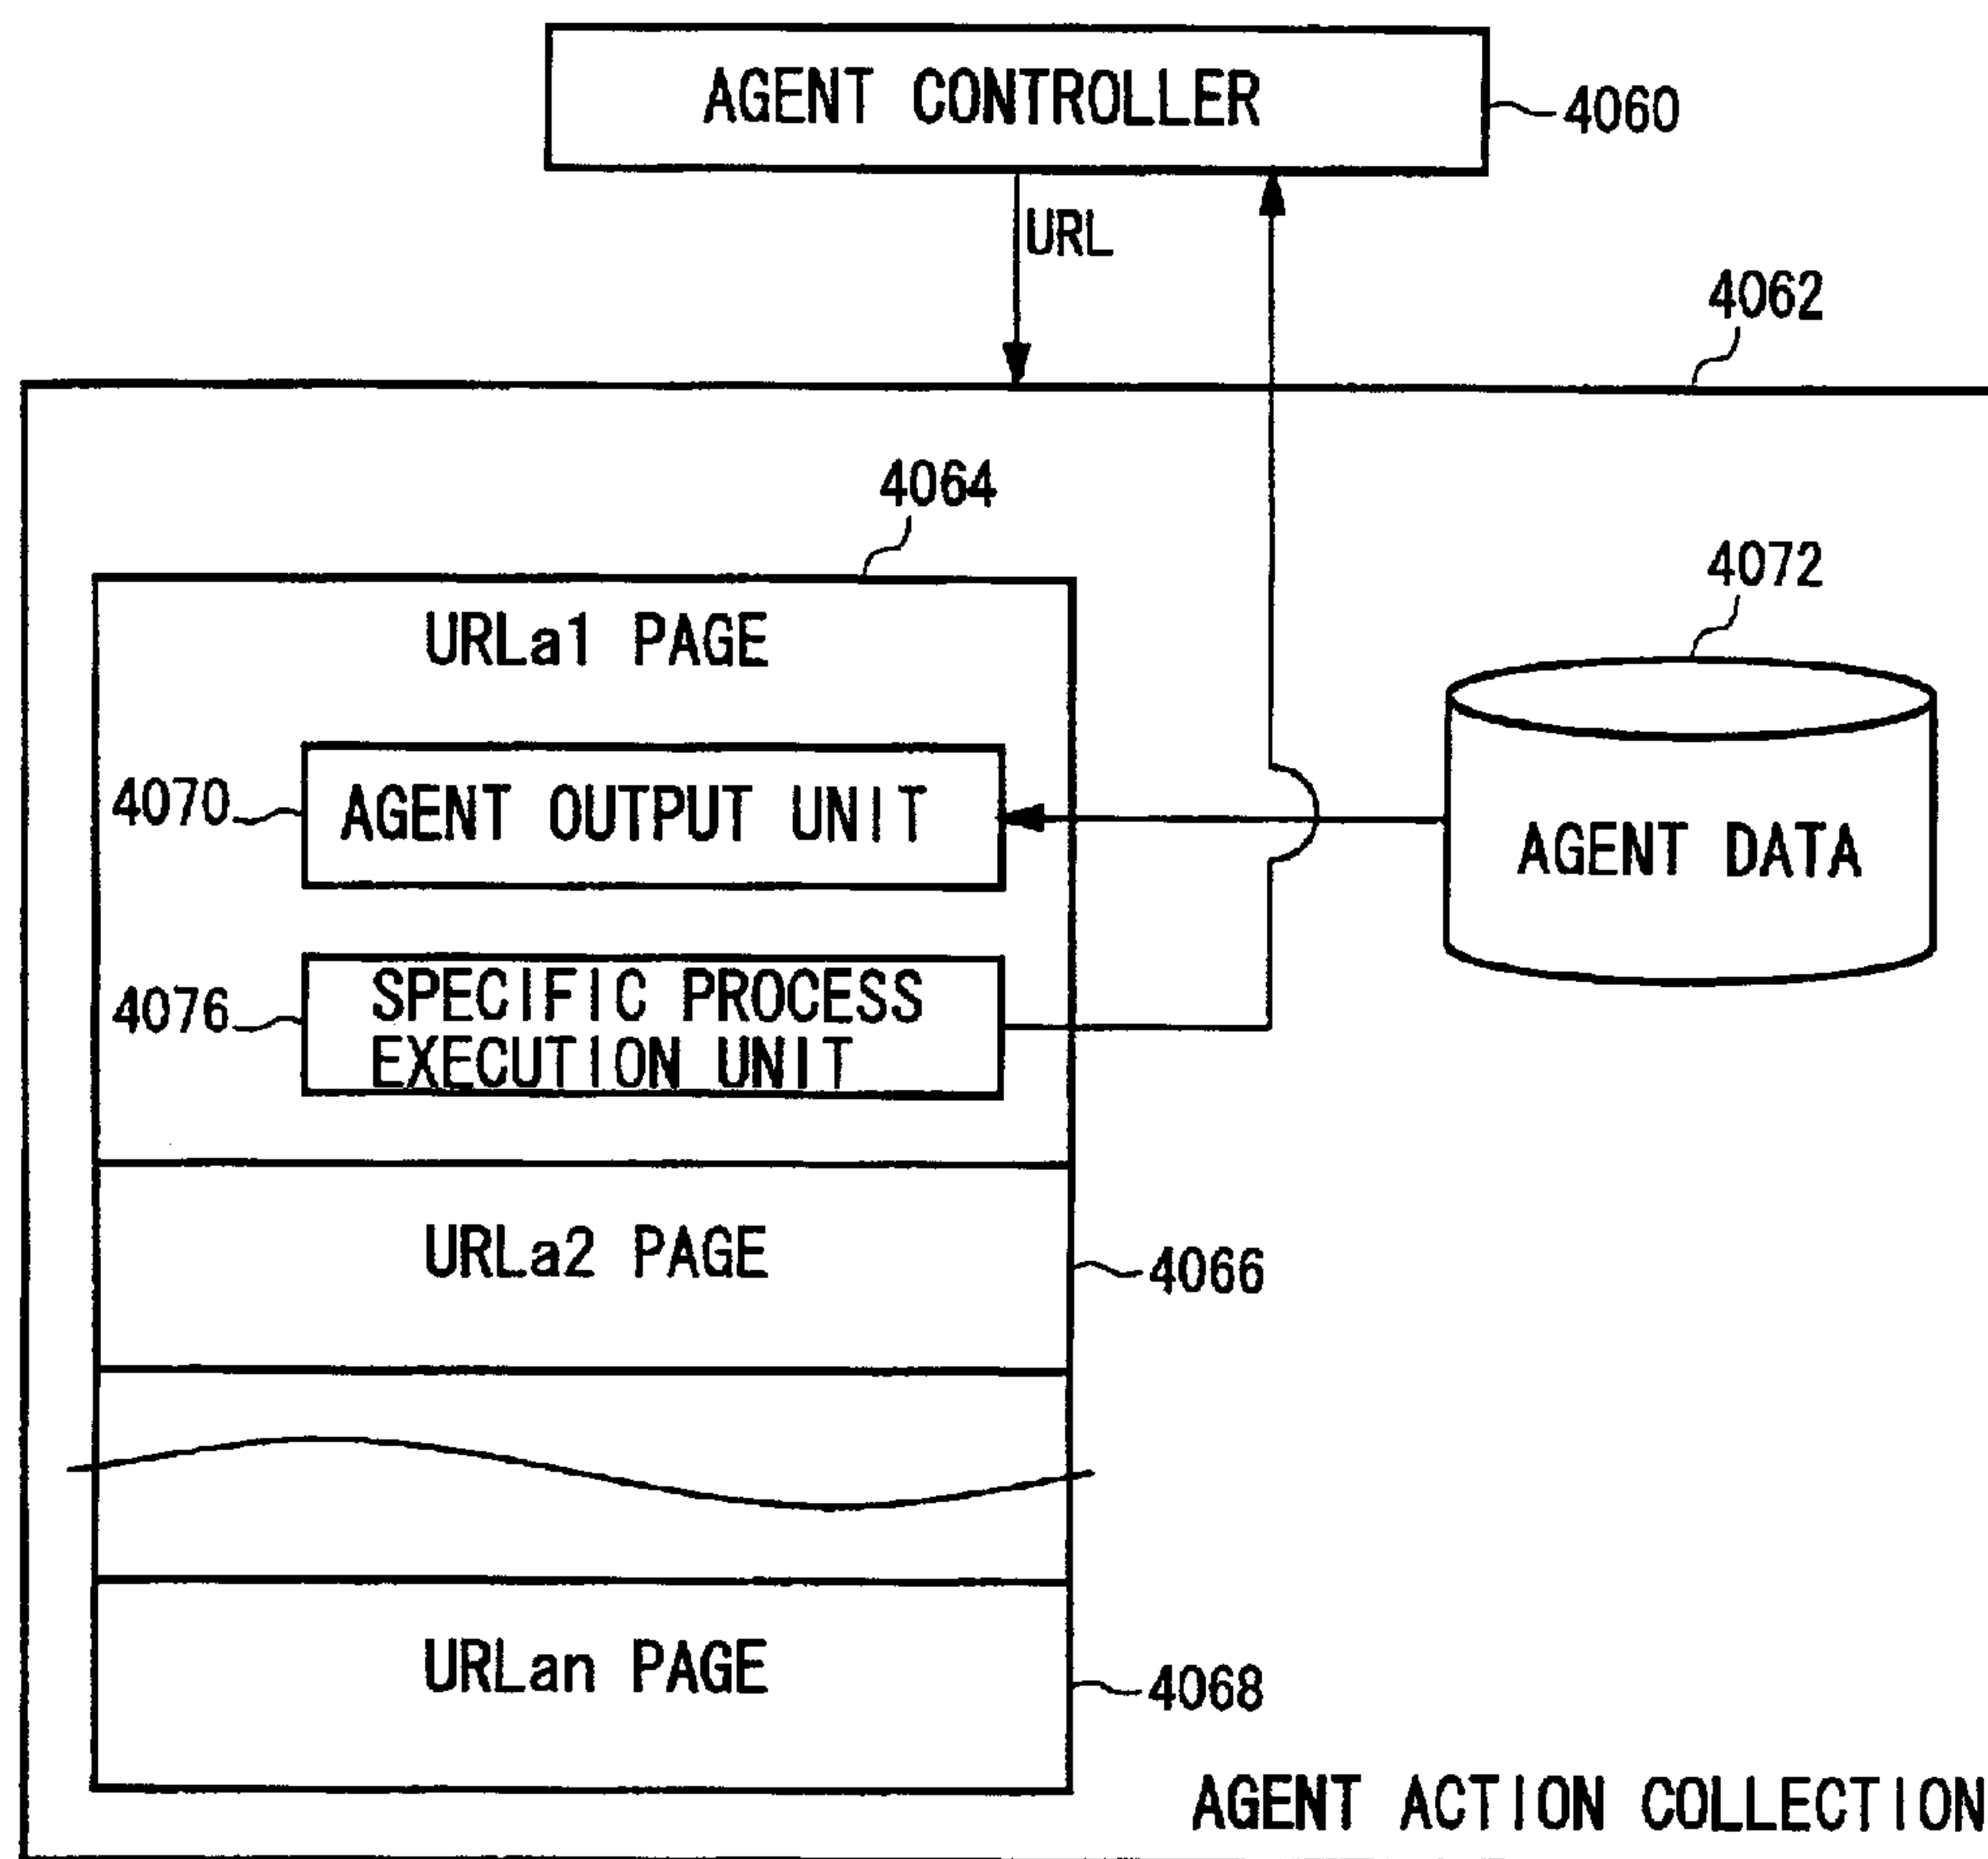 AGENT CONTROLLER
4060
URL
4062
4064
URLa1 PAGE
4072
4070
AGENT OUTPUT UNIT
AGENT DATA
4076
SPECIFIC PROCESS
EXECUTION UNIT
URLa2 PAGE
4066
URLan PAGE
4068
AGENT ACTION COLLECTION